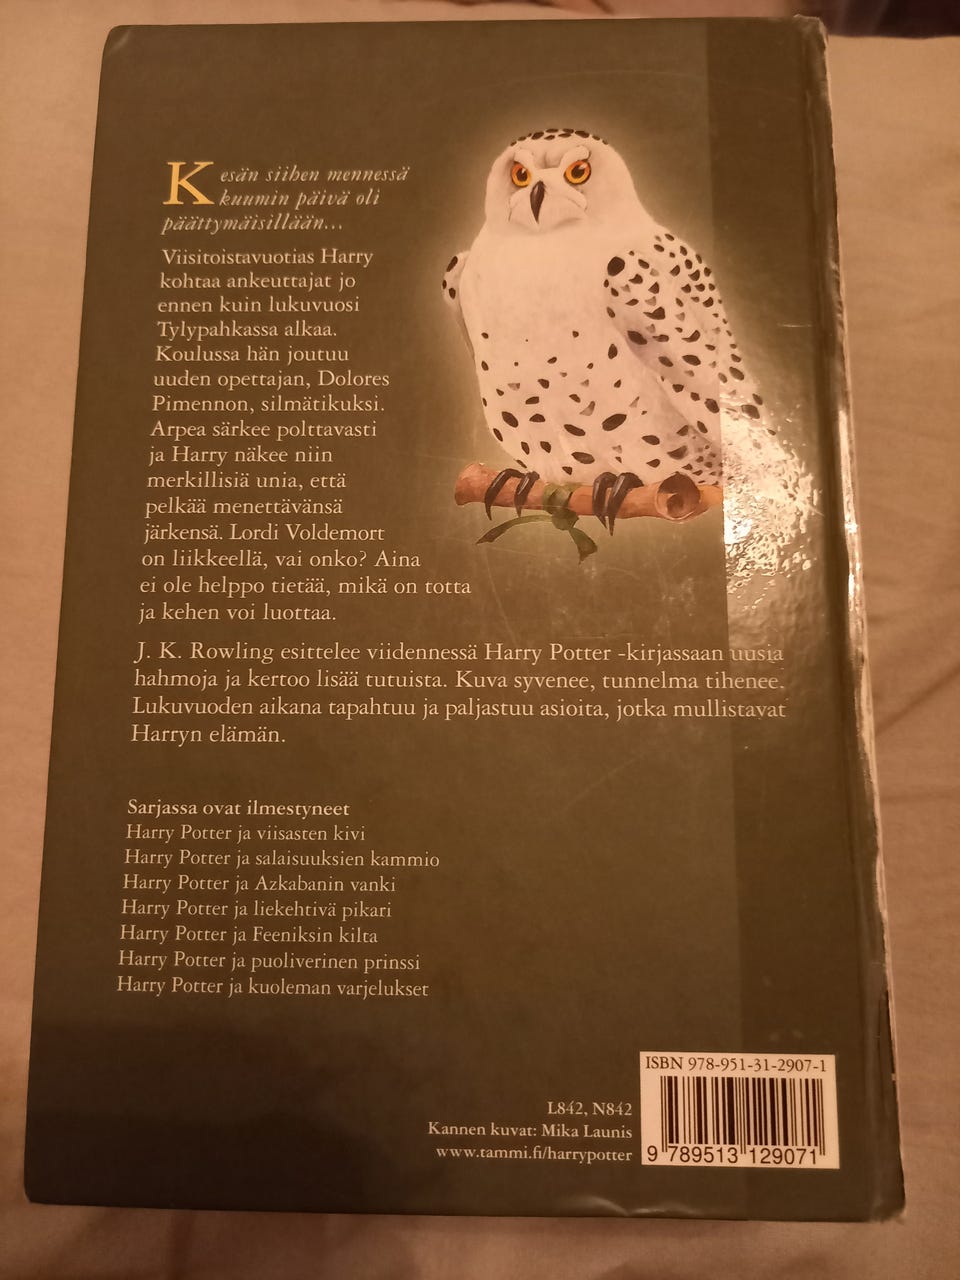 Kesän siihen mennessä
kuumin päivä oli
päättymäisillään...
Viisitoistavuotias Harry
kohtaa ankeuttajat jo
ennen kuin lukuvuosi
Tylypahkassa alkaa.
Koulussa hän joutuu
uuden opettajan, Dolores
Pimennon, silmätikuksi.
Arpea särkee polttavasti
ja Harry näkee niin
merkillisiä unia, että
pelkää menettävänsä
järkensä. Lordi Voldemort
on liikkeellä, vai onko? Aina
ei ole helppo tietää, mikä on totta
ja kehen voi luottaa.
J. K. Rowling esittelee viidennessä Harry Potter -kirjassaan uusia
hahmoja ja kertoo lisää tutuista. Kuva syvenee, tunnelma tihenee.
Lukuvuoden aikana tapahtuu ja paljastuu asioita, jotka mullistavat
Harryn elämän.
Sarjassa ovat ilmestyneet
Harry Potter ja viisasten kivi
Harry Potter ja salaisuuksien kammio
Harry Potter ja Azkabanin vanki
Harry Potter ja liekehtivä pikari
Harry Potter ja Feeniksin kilta
Harry Potter ja puoliverinen prinssi
Harry Potter ja kuoleman varjelukset
L842, N842
Kannen kuvat: Mika Launis
www.tammi.fi/harrypotter
ISBN 978-951-31-2907-1
9 789513 129071